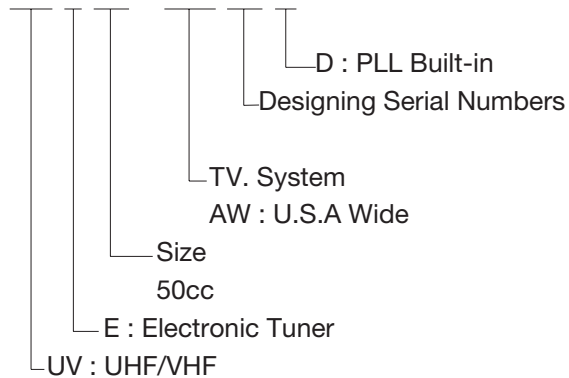 D : PLL Built-in
Designing Serial Numbers
TV. System
AW : U.S.A Wide
Size
50cc
E : Electronic Tuner
UV : UHF/VHF